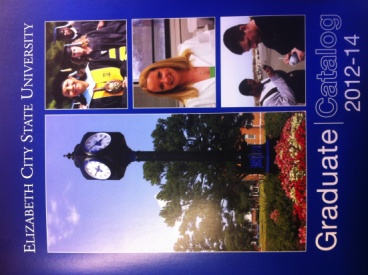 ELIZABETH CITY STATE UNIVERSITY
Graduate | Catalog
2012-14